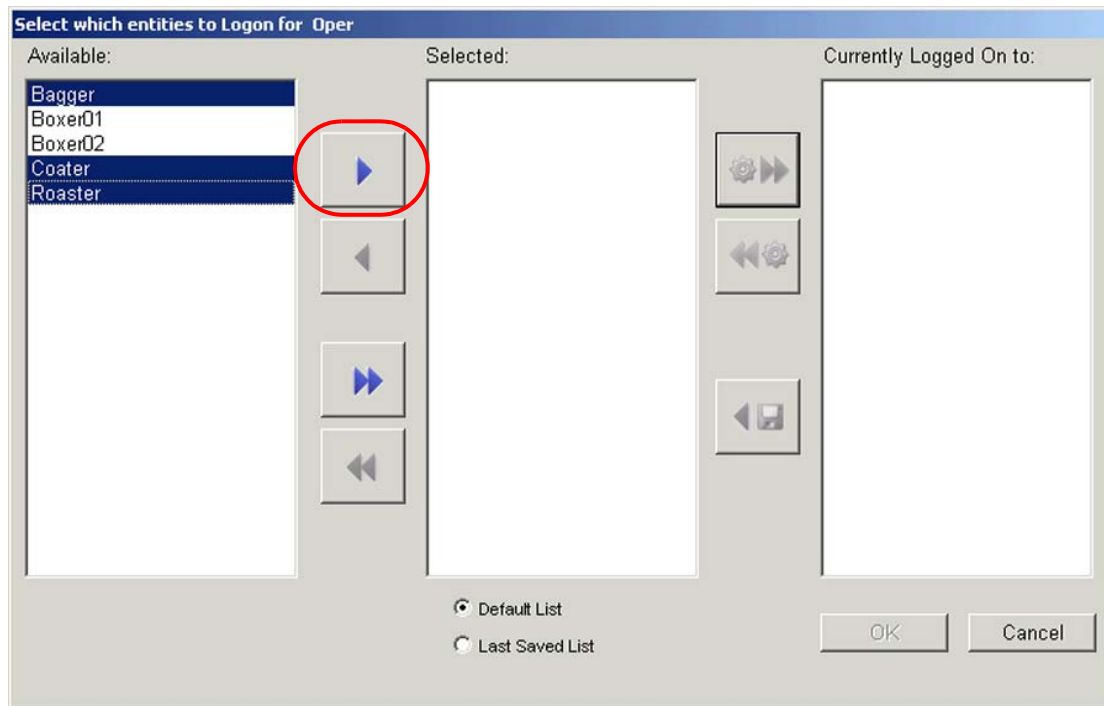 Select which entities to Logon for Oper
Available:
Selected:
Currently Logged On to:
Bagger
Boxer01
Boxer02
Coater
Roaster
Default List
Last Saved List
OK
Cancel